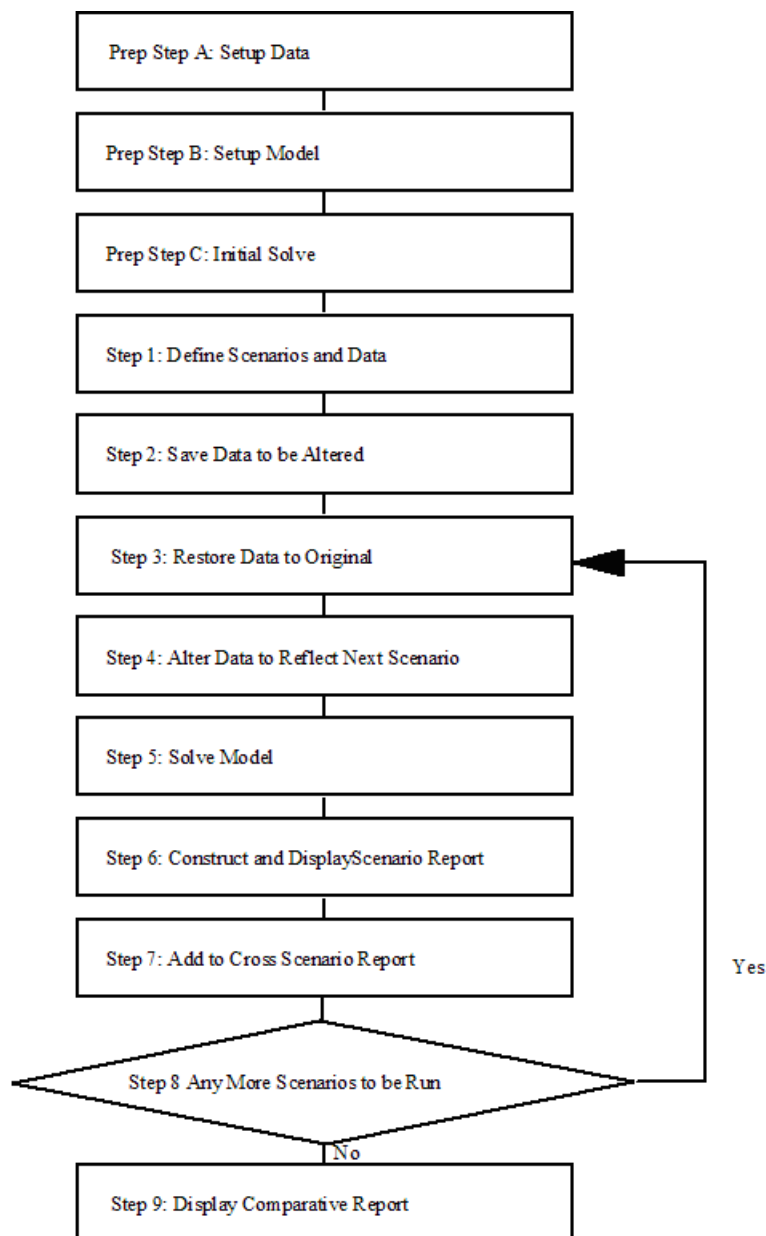 Prep Step A: Setup Data
Prep Step B: Setup Model
Prep Step C: Initial Solve
Step 1: Define Scenarios and Data
Step 2: Save Data to be Altered
Step 3: Restore Data to Original
Step 4: Alter Data to Reflect Next Scenario
Step 5: Solve Model
Step 6: Construct and DisplayScenario Report
Step 7: Add to Cross Scenario Report
Yes
Step 8 Any More Scenarios to be Run
No
Step 9: Display Comparative Report